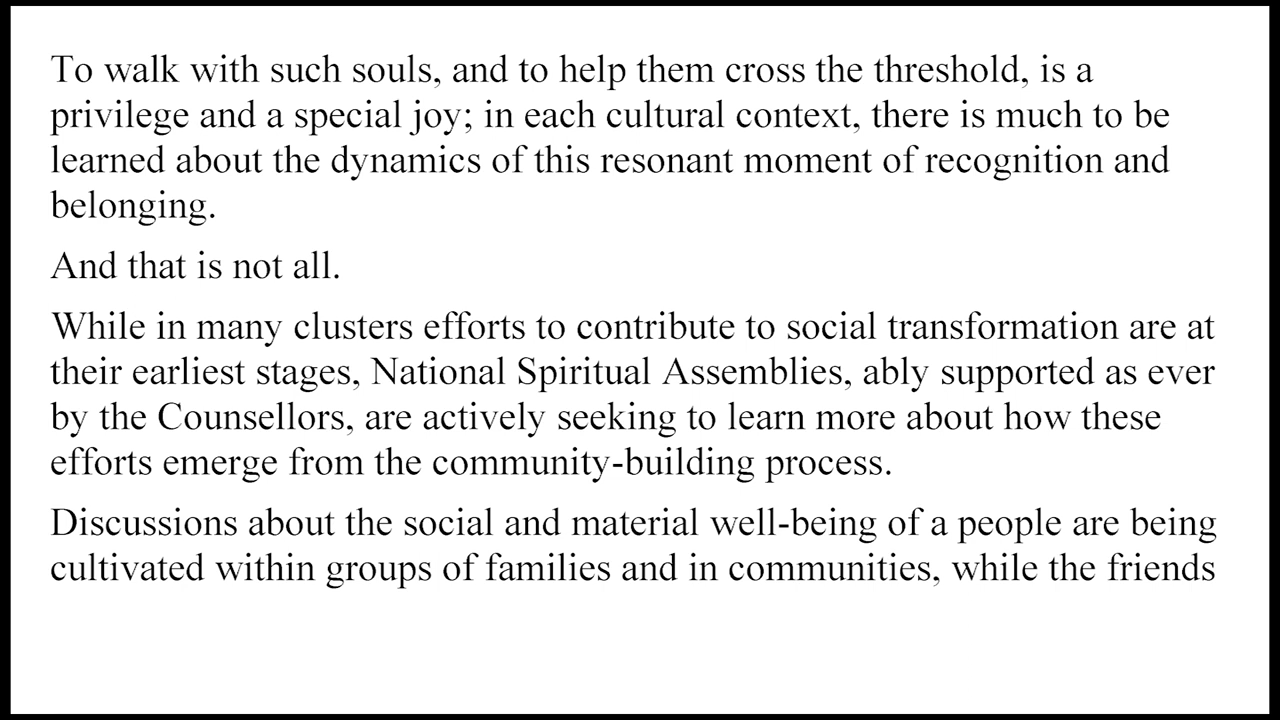 To walk with such souls, and to help them cross the threshold, is a
privilege and a special joy; in each cultural context, there is much to be
learned about the dynamics of this resonant moment of recognition and
belonging.
And that is not all.
While in many clusters efforts to contribute to social transformation are at
their earliest stages, National Spiritual Assemblies, ably supported as ever
by the Counsellors, are actively seeking to learn more about how these
efforts emerge from the community-building process.
Discussions about the social and material well-being of a people are being
cultivated within groups of families and in communities, while the friends